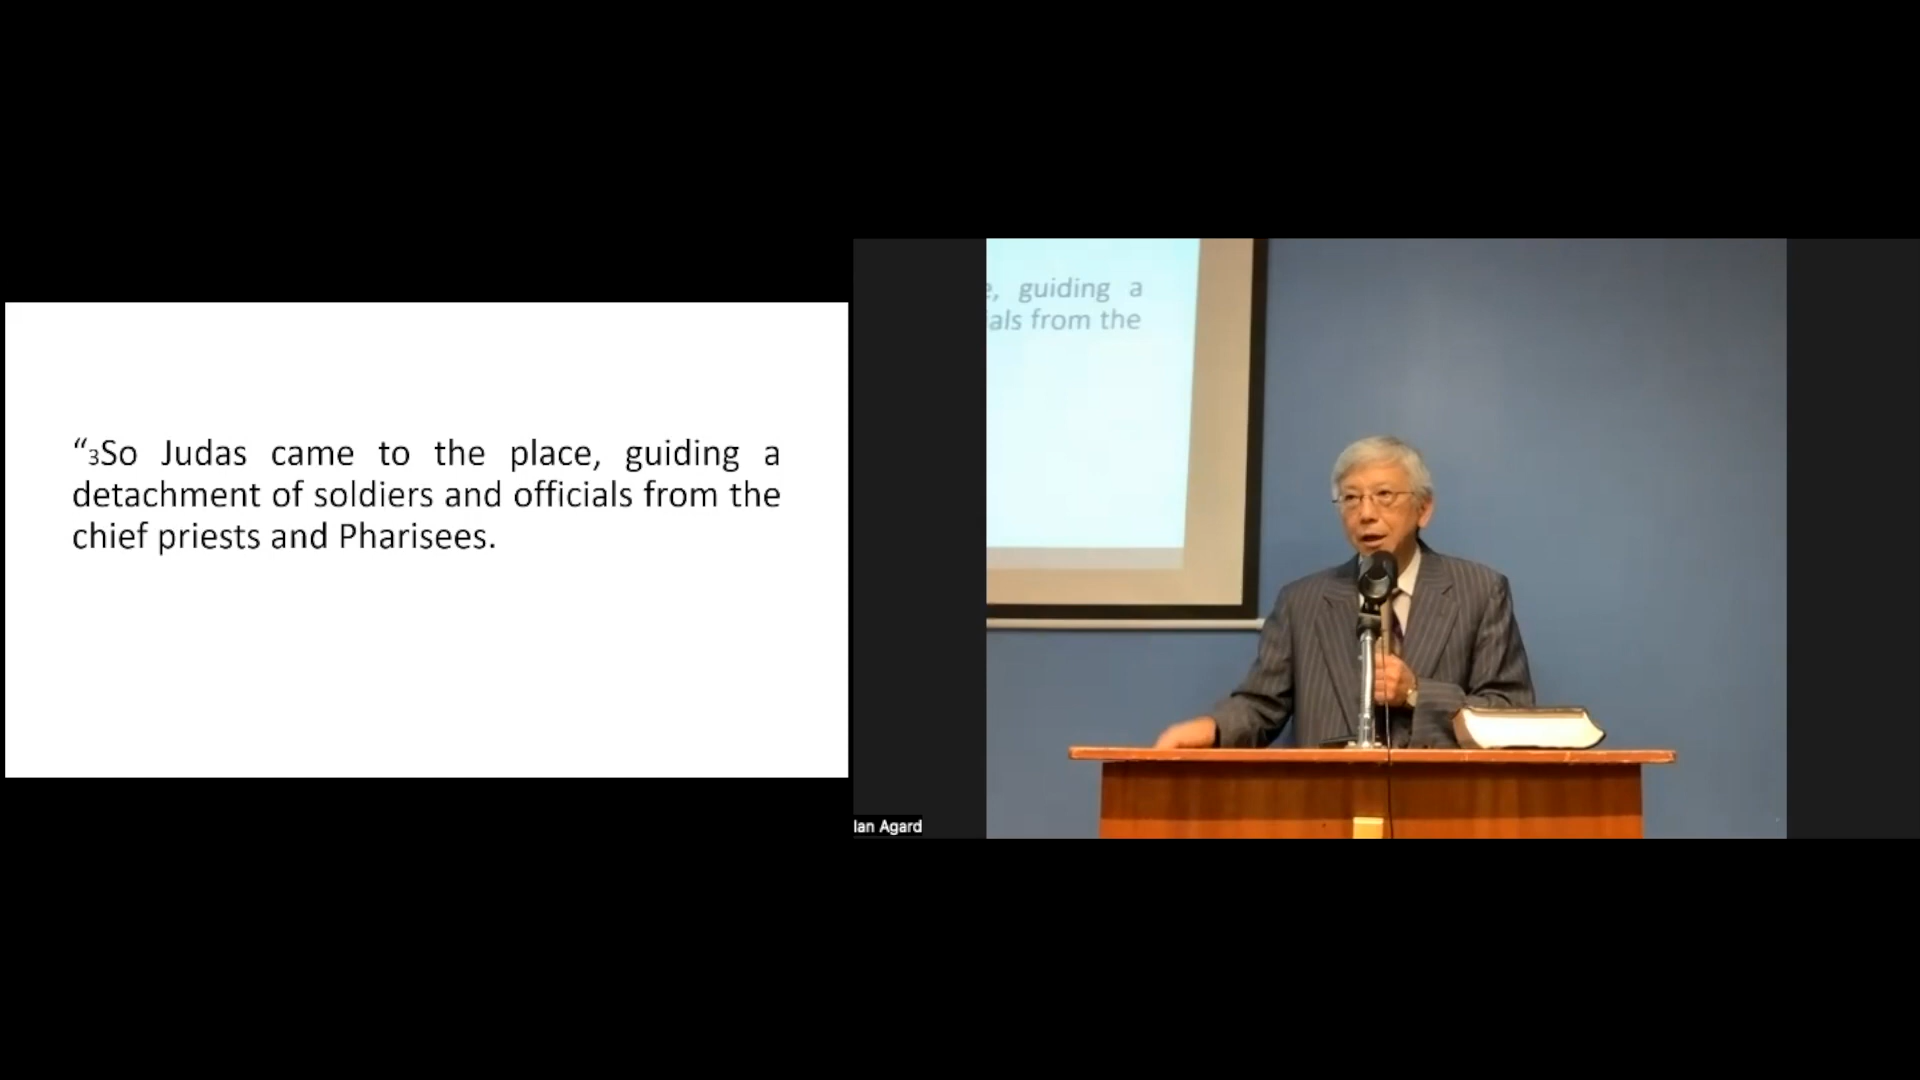 “3So Judas came to the place, guiding a
detachment of soldiers and officials from the
chief priests and Pharisees.
guiding a
from the
Ian Agard